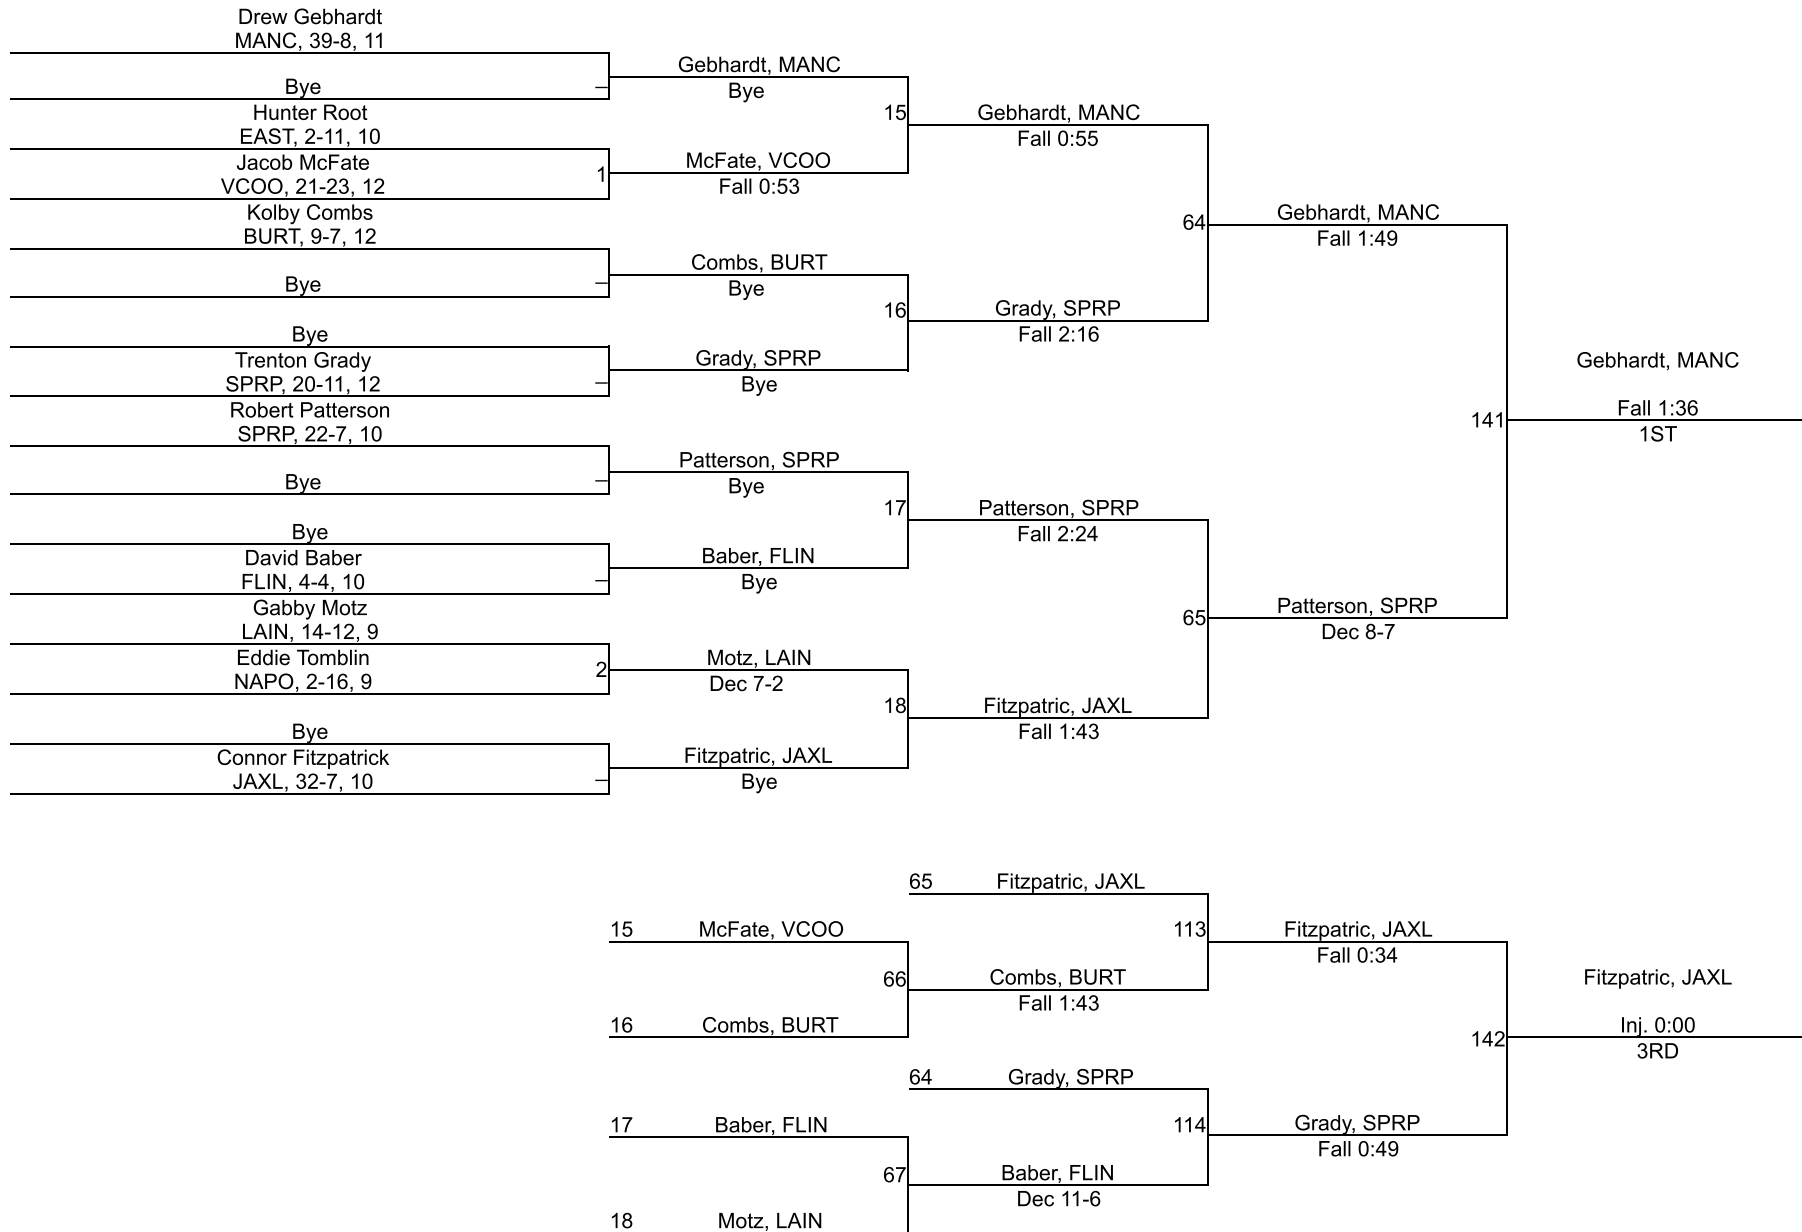 Drew Gebhardt
MANC, 39-8, 11
Bye
–
Hunter Root
EAST, 2-11, 10
Jacob McFate
VCOO, 21-23, 12
1
Kolby Combs
BURT, 9-7, 12
Bye
–
Bye
Trenton Grady
SPRP, 20-11, 12
–
Robert Patterson
SPRP, 22-7, 10
Bye
–
Bye
David Baber
FLIN, 4-4, 10
–
Gabby Motz
LAIN, 14-12, 9
Eddie Tomblin
NAPO, 2-16, 9
2
Bye
Connor Fitzpatrick
JAXL, 32-7, 10
–
Gebhardt, MANC
Bye
15
McFate, VCOO
Fall 0:53
Combs, BURT
Bye
16
Grady, SPRP
Bye
Patterson, SPRP
Bye
17
Baber, FLIN
Bye
Motz, LAIN
Dec 7-2
18
Fitzpatric, JAXL
Bye
Gebhardt, MANC
Fall 0:55
64
Grady, SPRP
Fall 2:16
Patterson, SPRP
Fall 2:24
65
Fitzpatric, JAXL
Fall 1:43
Gebhardt, MANC
Fall 1:49
141
Patterson, SPRP
Dec 8-7
Gebhardt, MANC
Fall 1:36
1ST
65 Fitzpatric, JAXL
15 McFate, VCOO
113
66
Combs, BURT
Fall 1:43
16 Combs, BURT
Fitzpatric, JAXL
Fall 0:34
64 Grady, SPRP
17 Baber, FLIN
114
67
Baber, FLIN
Dec 11-6
18 Motz, LAIN
Grady, SPRP
Fall 0:49
142
Fitzpatric, JAXL
Inj. 0:00
3RD